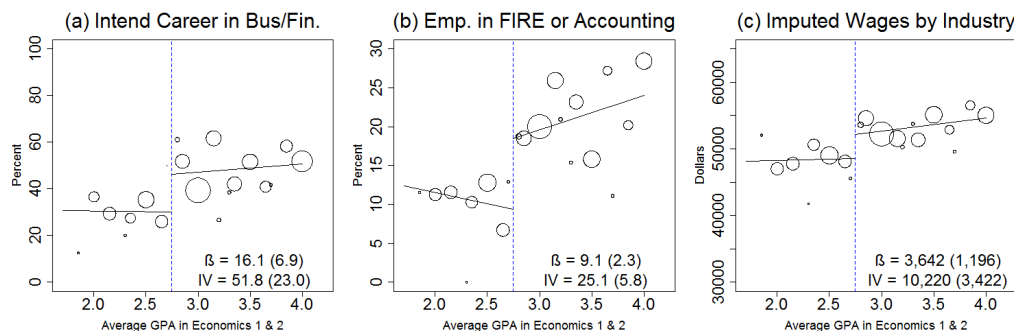 (a) Intend Career in Bus/Fin.
Percent
100
80
60
40
20
0
ß = 16.1 (6.9)
IV = 51.8 (23.0)
2.0 2.5 3.0 3.5 4.0
Average GPA in Economics 1 & 2
(b) Emp. in FIRE or Accounting
Percent
30
25
20
15
10
5
0
ß = 9.1 (2.3)
IV = 25.1 (5.8)
2.0 2.5 3.0 3.5 4.0
Average GPA in Economics 1 & 2
(c) Imputed Wages by Industry
Dollars
60000
50000
40000
30000
ß = 3,642 (1,196)
IV = 10,220 (3,422)
2.0 2.5 3.0 3.5 4.0
Average GPA in Economics 1 & 2